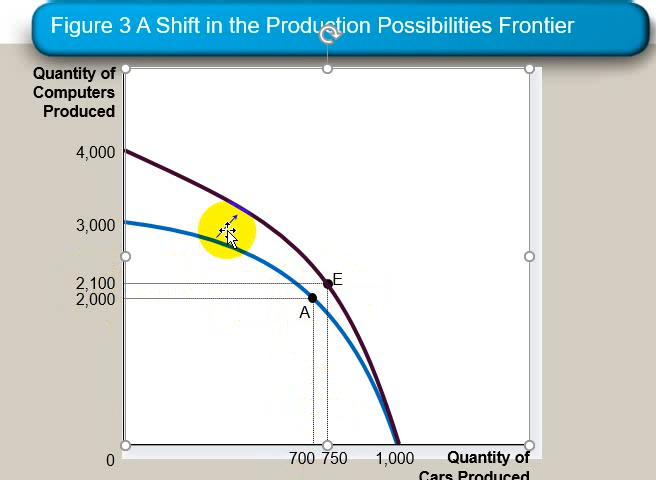 Figure 3 A Shift in the Production Possibilities Frontier
Quantity of
Computers
Produced
4,000
3,000
2,100
2,000
E
A
0
700 750 1,000
Quantity of
Cars Produced